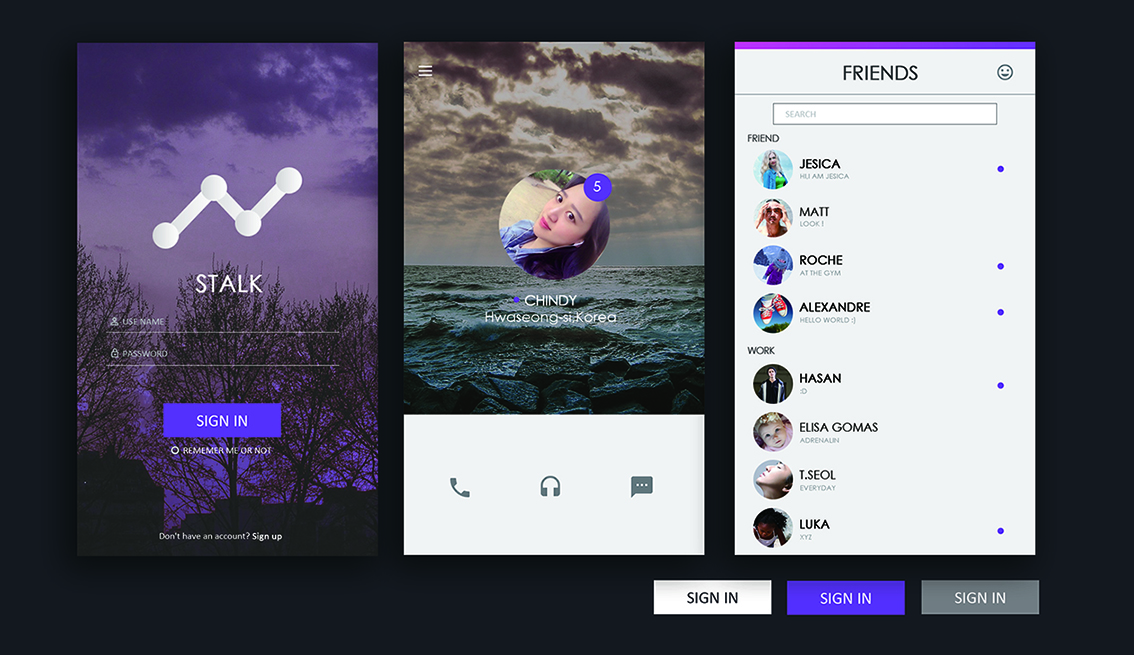 STALK
USE NAME
PASSWORD
SIGN IN
REMEMER ME OR NOT
Don't have an account? Sign up
5
CHINDY
Hwaseong-si,Korea
FRIENDS
SEARCH
FRIEND
JESICA
HI,I AM JESICA
MATT
LOOK !
ROCHE
AT THE GYM
ALEXANDRE
HELLO WORLD :)
WORK
HASAN
:D
ELISA GOMAS
ADRENALIN
T.SEOL
EVERYDAY
LUKA
XYZ
SIGN IN
SIGN IN
SIGN IN